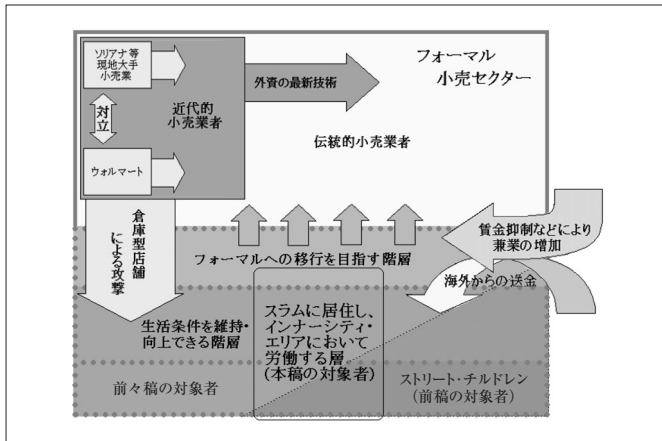 ソリアナ等
現地大手
小売業
対立
ウォルマート
近代的
小売業者
外資の最新技術
フォーマル
小売セクター
伝統的小売業者
倉庫型店舗
による攻撃
賃金抑制などにより
兼業の増加
フォーマルへの移行を目指す階層
海外からの送金
生活条件を維持・
向上できる階層
スラムに居住し、
インナーシティ・
エリアにおいて
労働する層
(本稿の対象者)
前々稿の対象者
ストリート・チルドレン
(前稿の対象者)